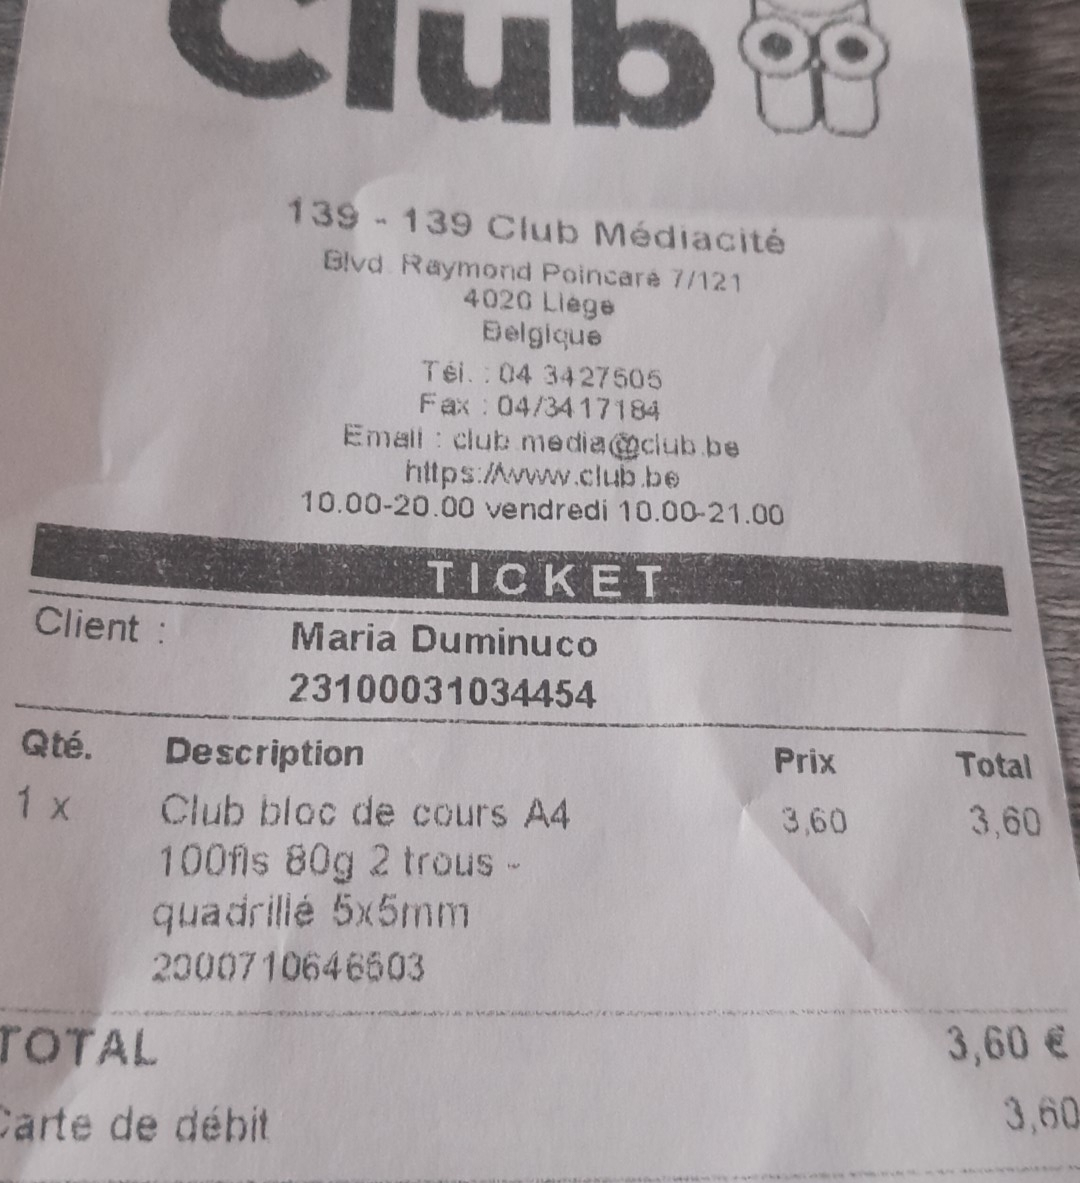 Club
139 - 139 Club Médiacité
Blvd. Raymond Poincaré 7/121
4020 Liège
Belgique
Tél. : 04 3427505
Fax : 04/3417184
Email : club.media@club.be
https://www.club.be
10.00-20.00 vendredi 10.00-21.00
TICKET
Client : Maria Duminuco
23100031034454
Qté. Description Prix Total
1 x Club bloc de cours A4 3,60 3,60
100fls 80g 2 trous -
quadrillé 5x5mm
2000710646603
TOTAL 3,60 €
Carte de débit 3,60